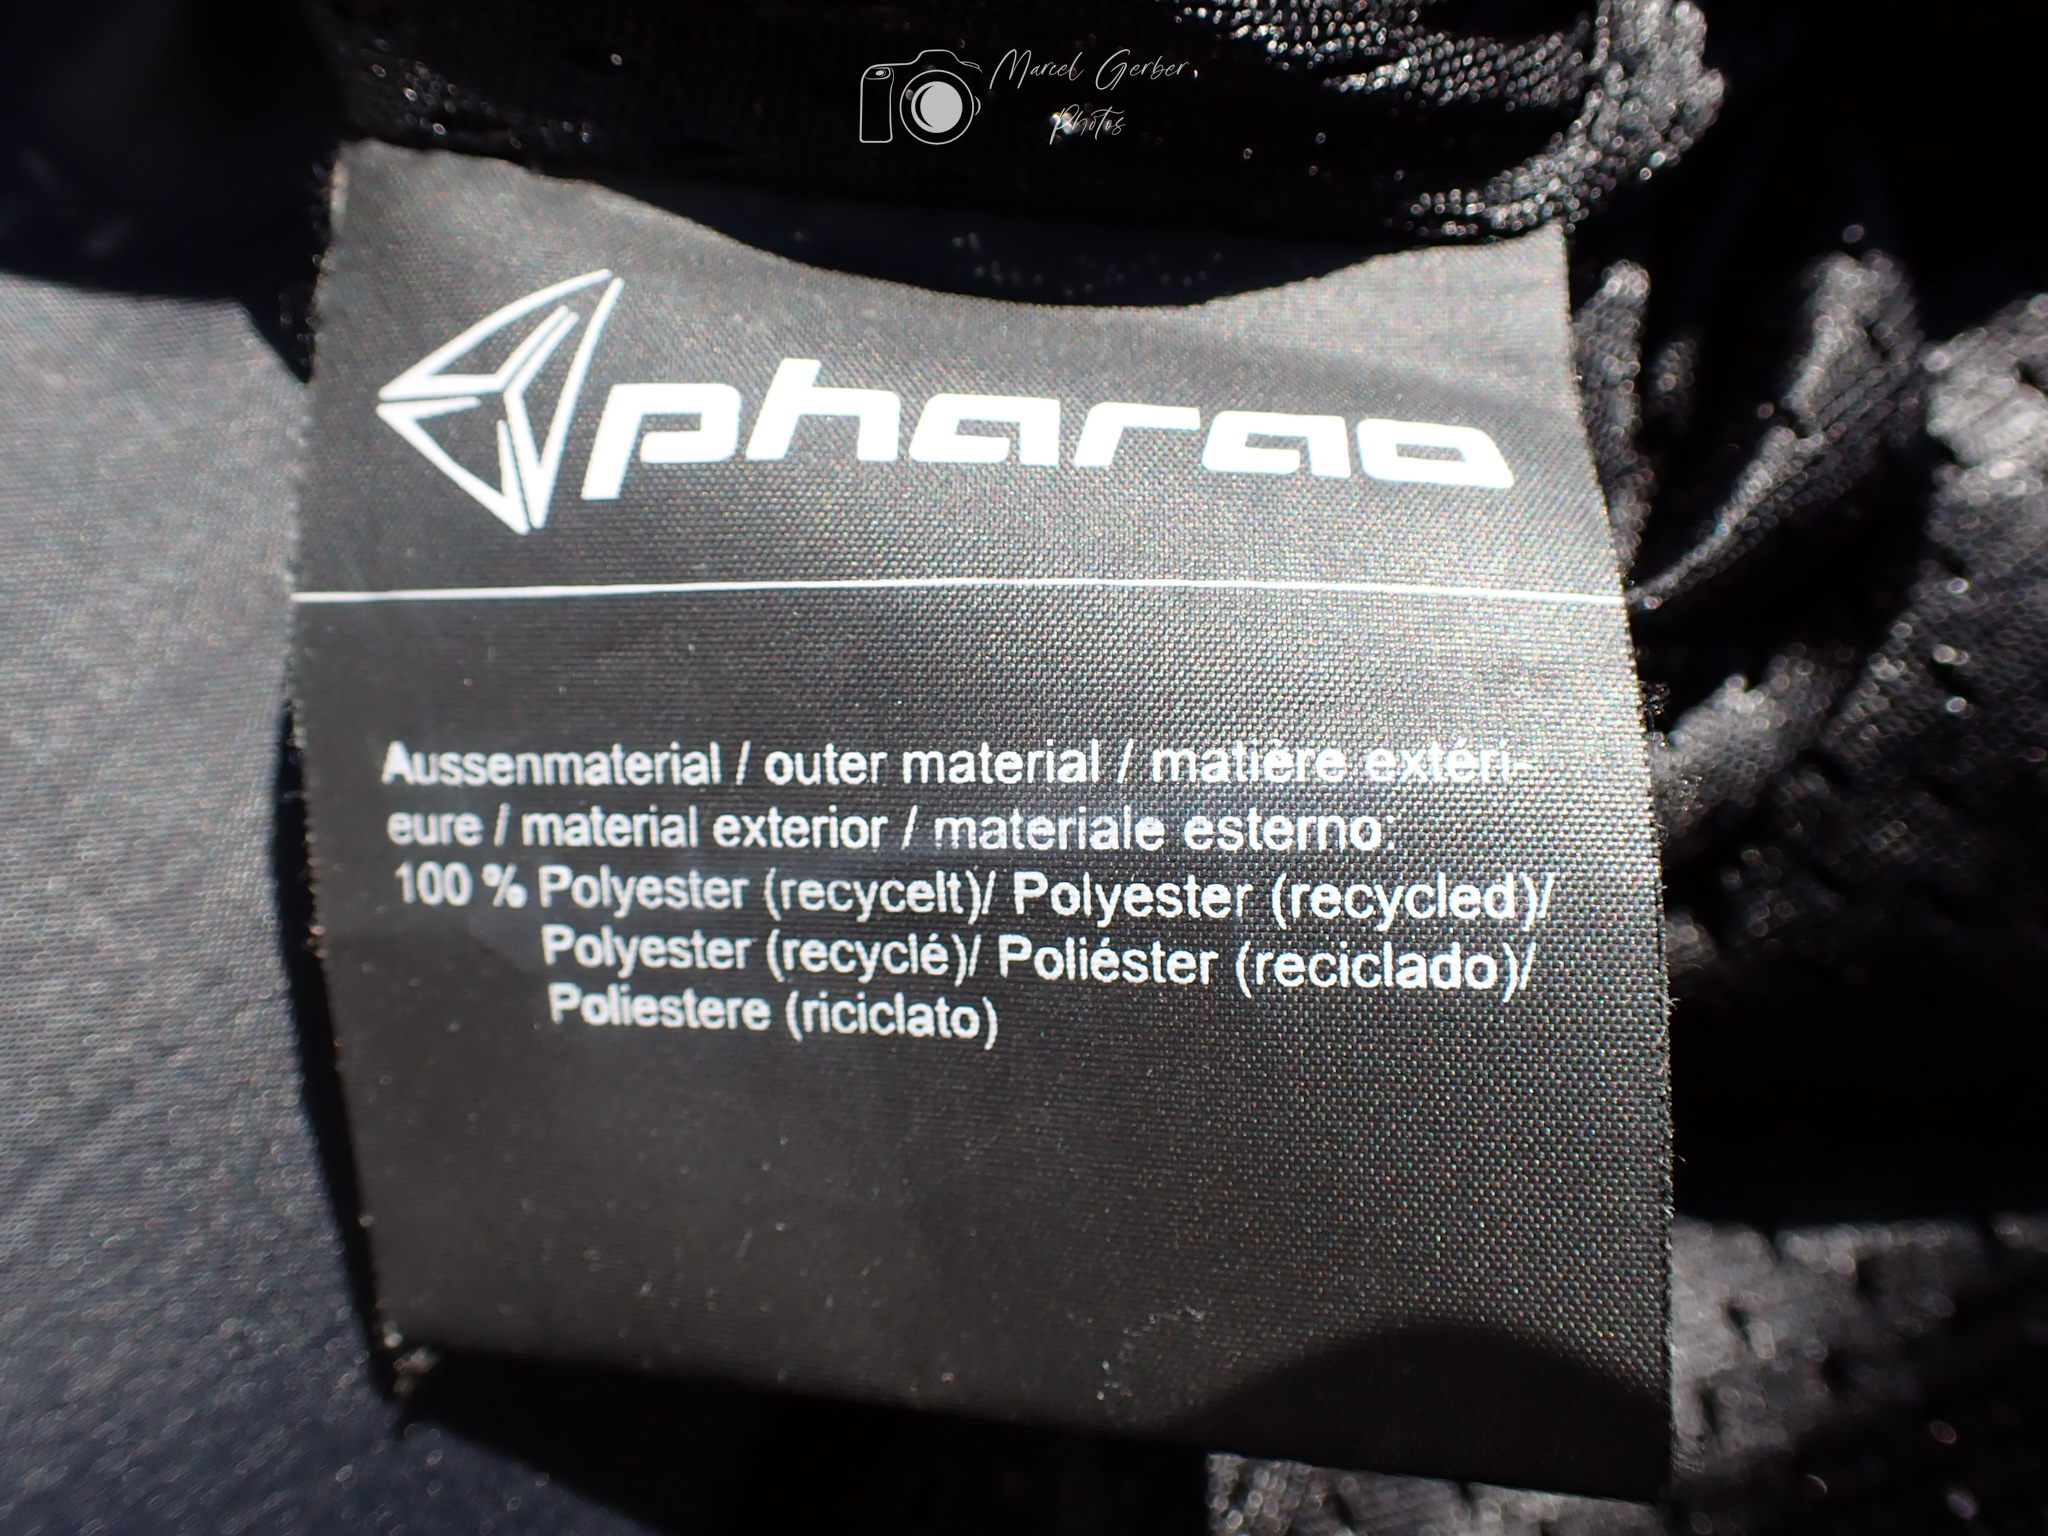 Marcel Gerber
Photos
pharao
Aussenmaterial / outer material / matière extéri-
eure / material exterior / materiale esterno:
100 % Polyester (recycelt)/ Polyester (recycled)/
Polyester (recyclé)/ Poliéster (reciclado)/
Poliestere (riciclato)